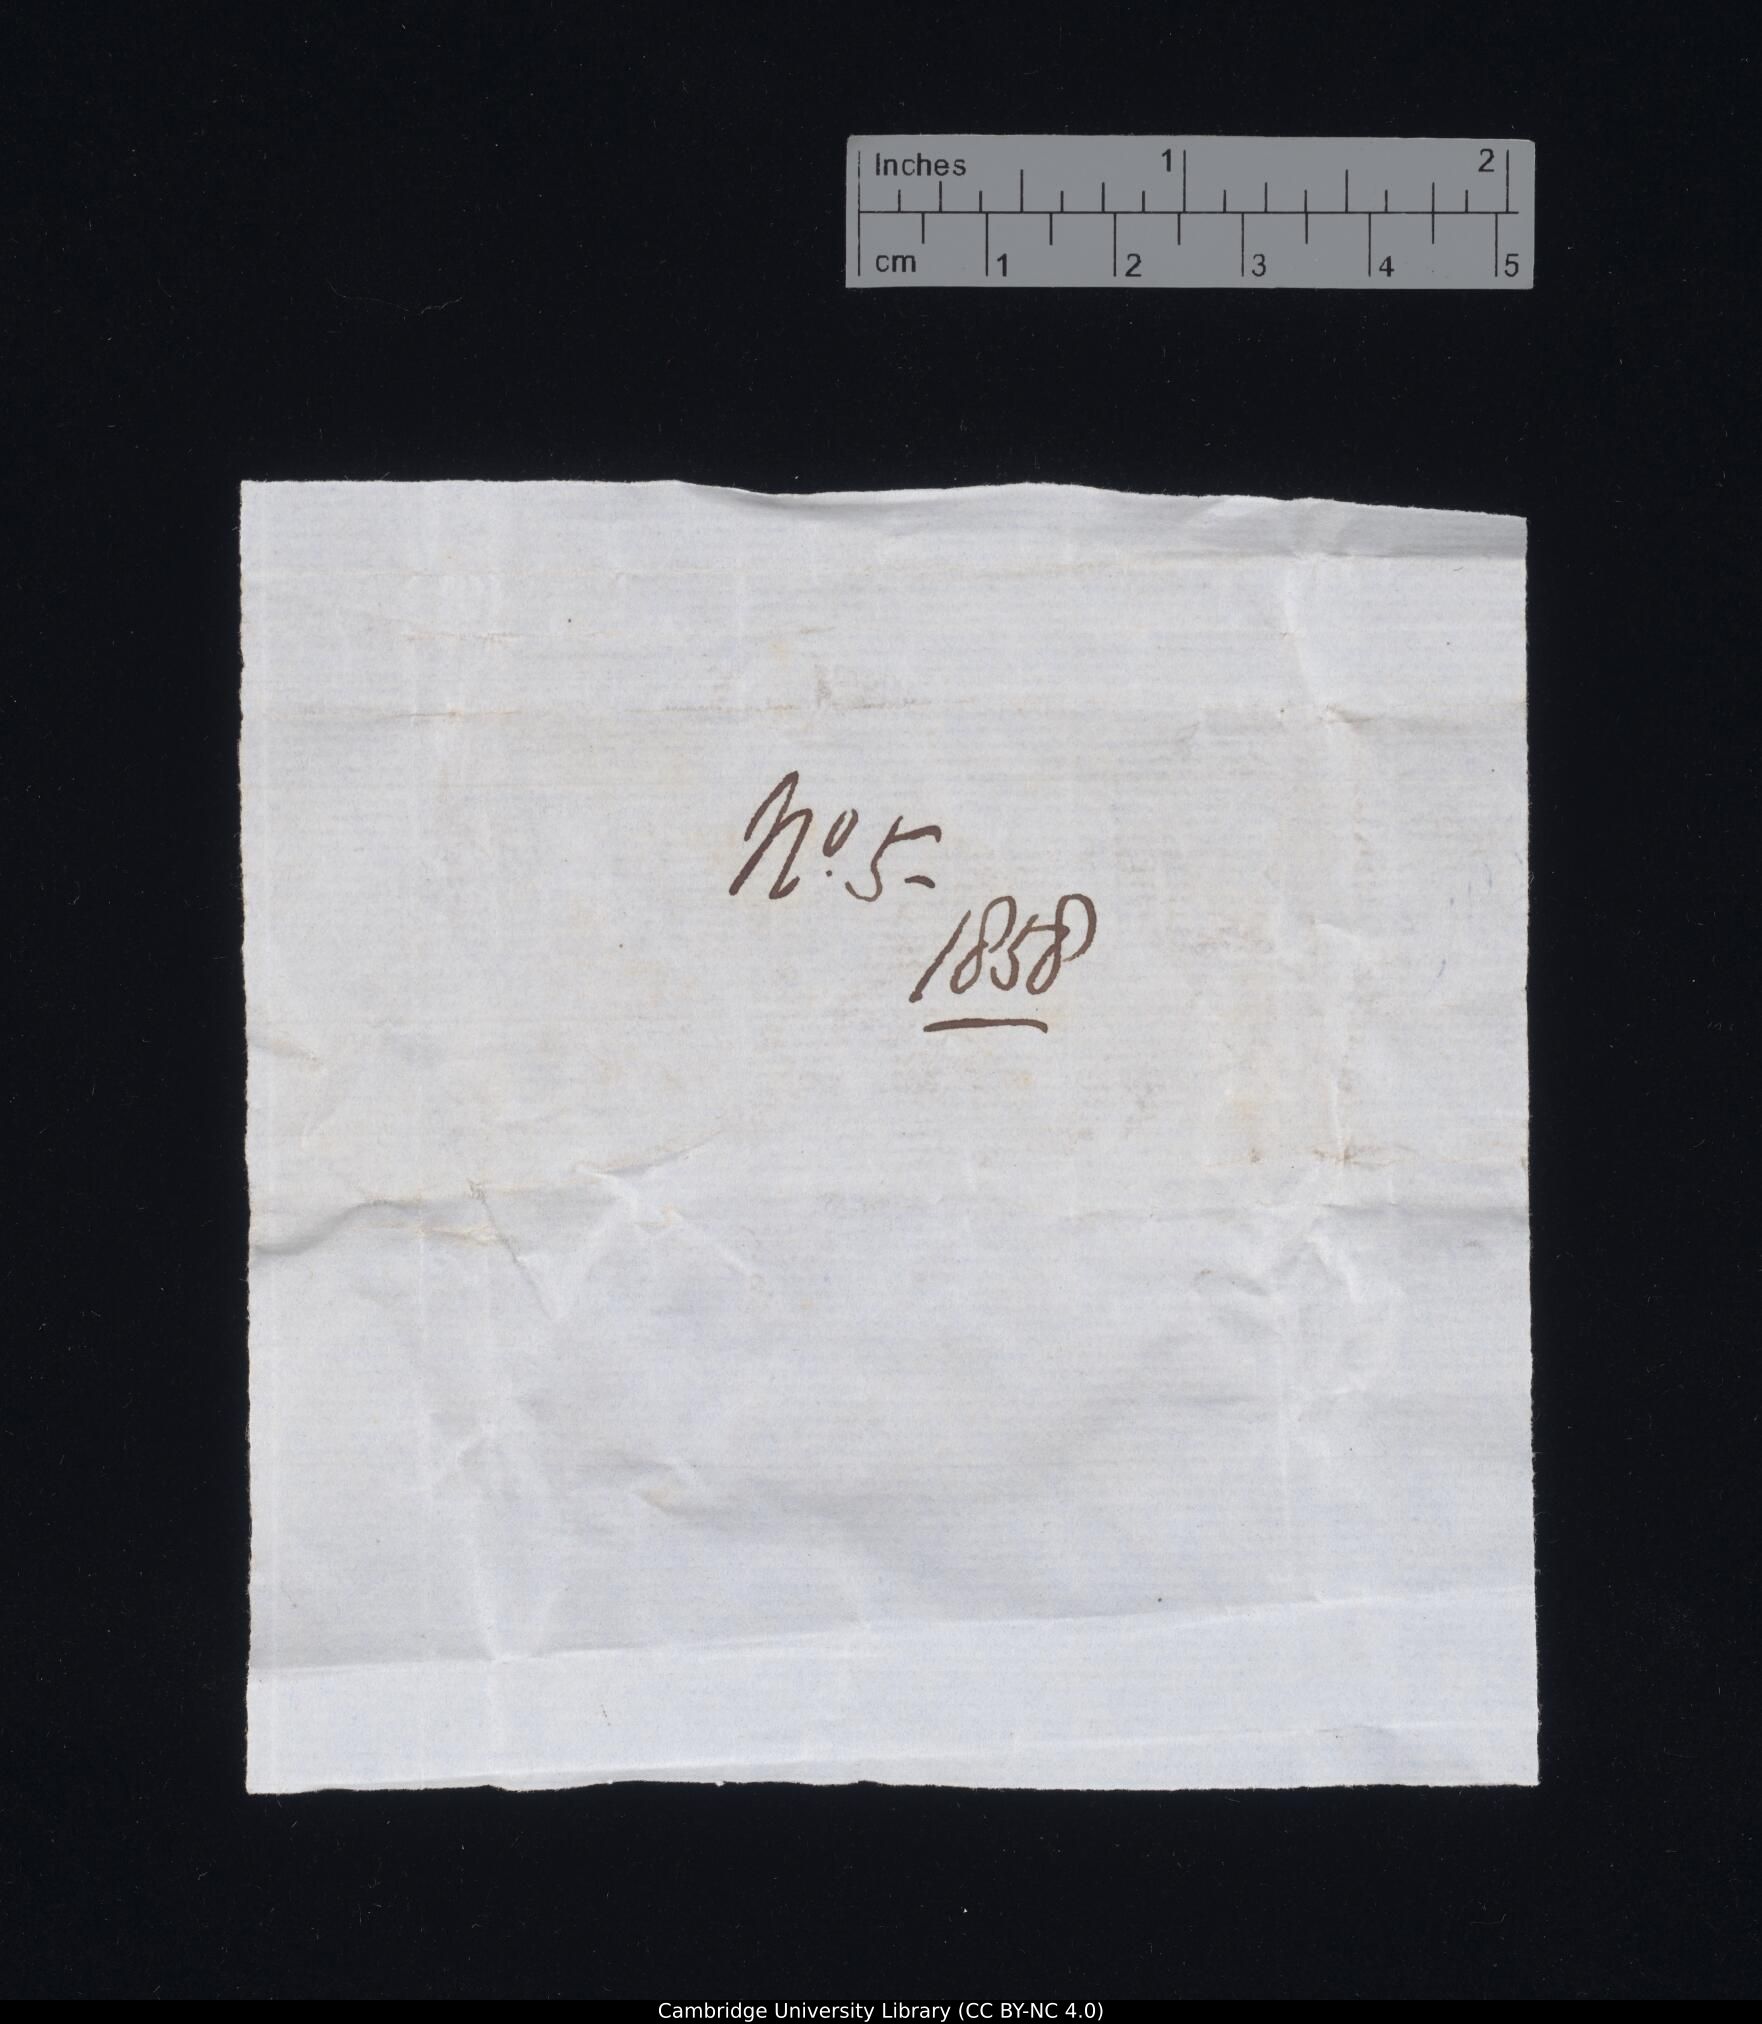 Inches 1 2
cm 1 2 3 4 5
No. 5-
1858
Cambridge University Library (CC BY-NC 4.0)